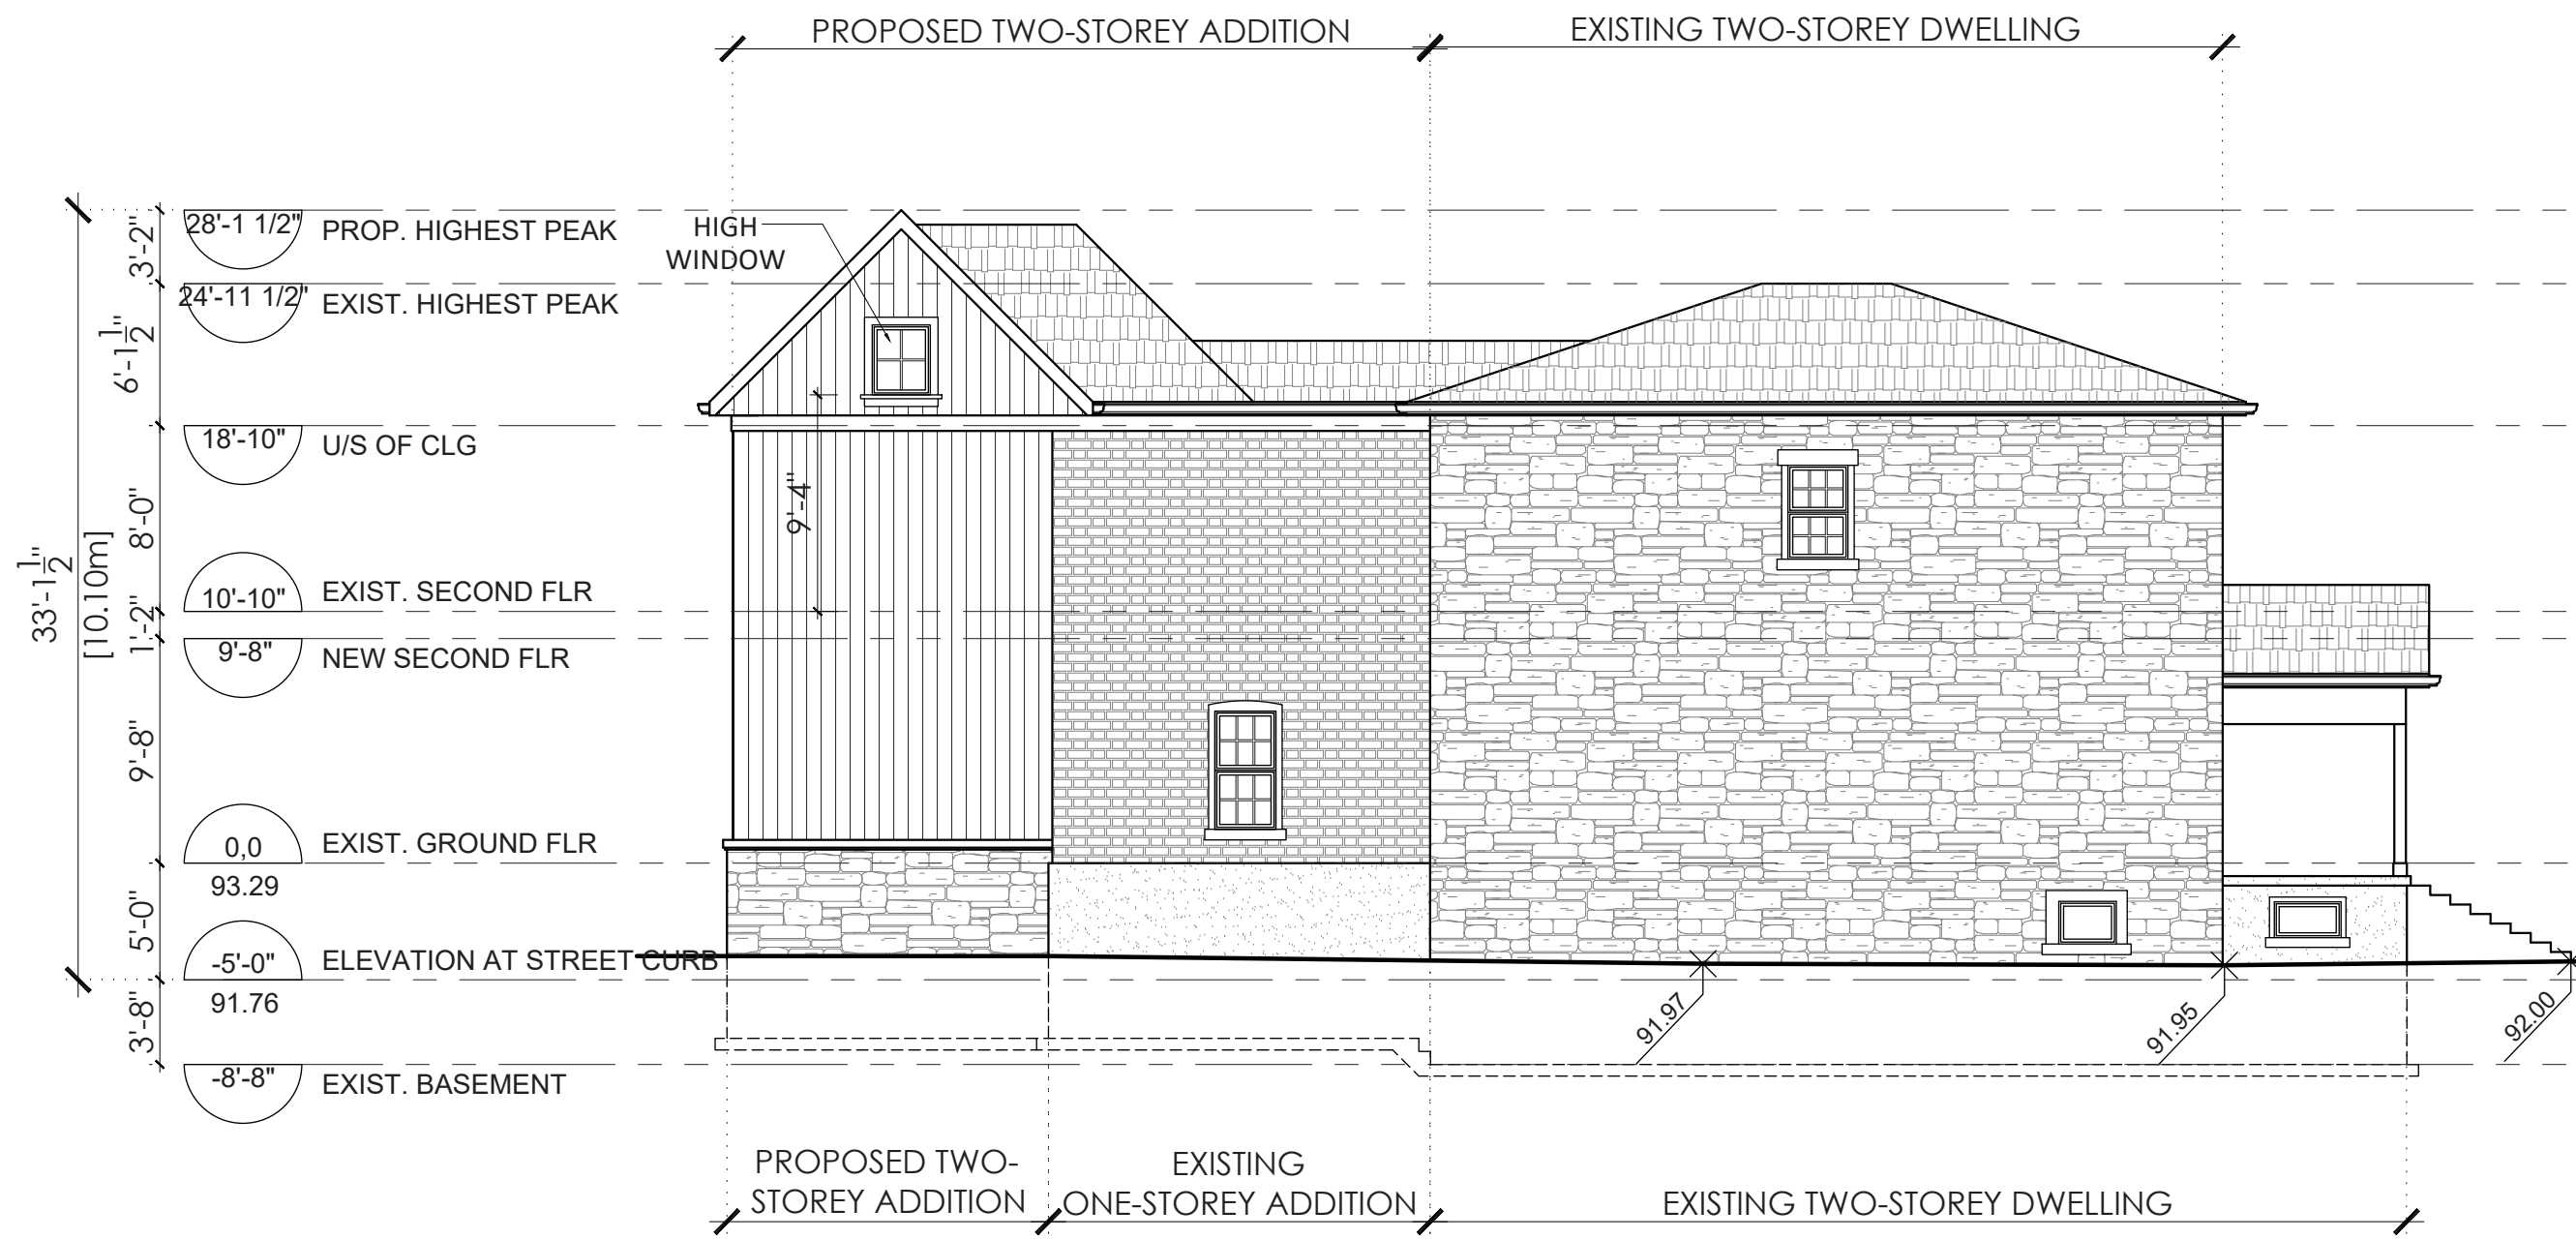 PROPOSED TWO-STOREY ADDITION
EXISTING TWO-STOREY DWELLING
28'-1 1/2"
PROP. HIGHEST PEAK
3'-2"
HIGH
WINDOW
24'-11 1/2"
EXIST. HIGHEST PEAK
6'-1 1/2"
18'-10"
U/S OF CLG
9'-4"
8'-0"
33'-1 1/2"
[10.10m]
10'-10"
EXIST. SECOND FLR
1'-2"
9'-8"
NEW SECOND FLR
9'-8"
0,0
EXIST. GROUND FLR
93.29
5'-0"
-5'-0"
ELEVATION AT STREET CURB
91.76
3'-8"
91.97
91.95
92.00
-8'-8"
EXIST. BASEMENT
PROPOSED TWO-
STOREY ADDITION
EXISTING
ONE-STOREY ADDITION
EXISTING TWO-STOREY DWELLING